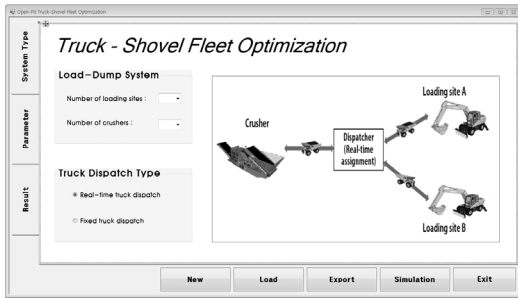 Open-Pit Truck-Shovel Fleet Optimization
System Type
Parameter
Result
Truck - Shovel Fleet Optimization
Load-Dump System
Number of loading sites :
Number of crushers :
Truck Dispatch Type
Real-time truck dispatch
Fixed truck dispatch
Crusher
Dispatcher
(Real-time
assignment)
Loading site A
Loading site B
New
Load
Export
Simulation
Exit